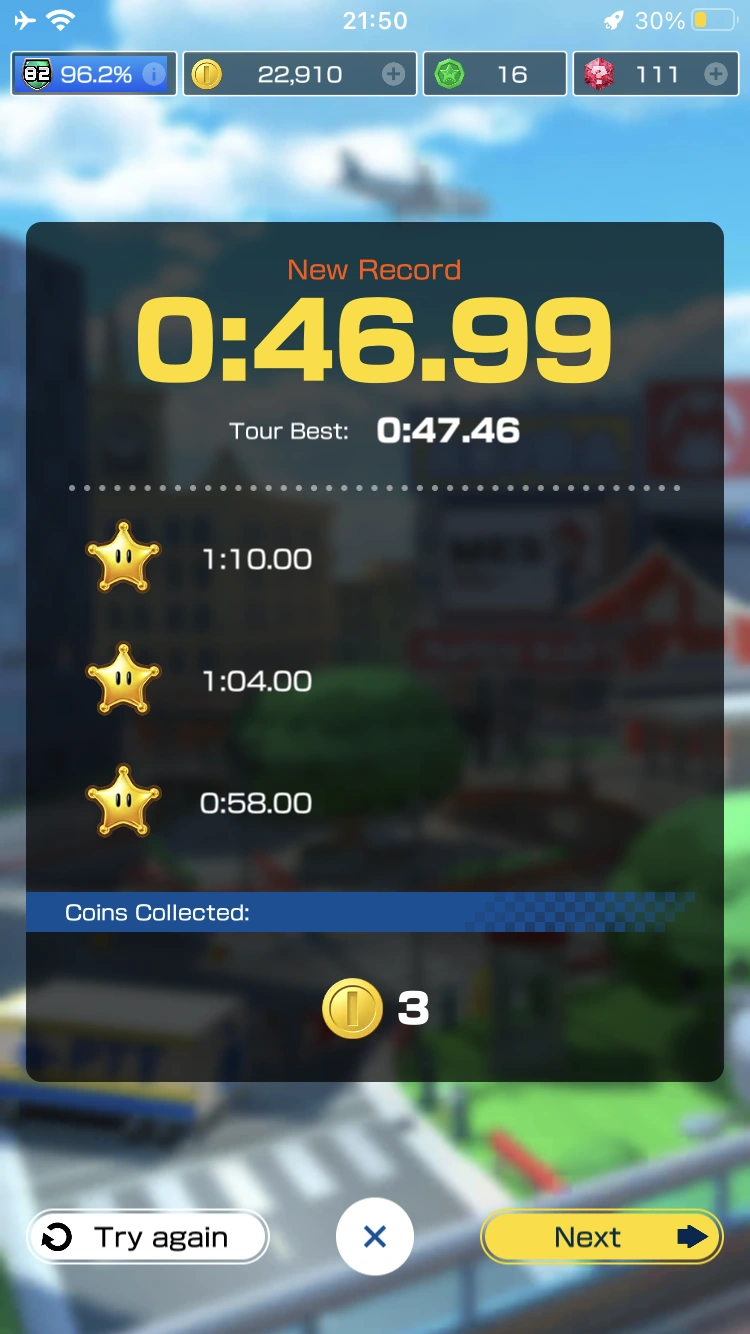 21:50
30%
82 96.2% i 22,910 + 16 111 +
New Record
0:46.99
Tour Best: 0:47.46
1:10.00
1:04.00
0:58.00
Coins Collected:
3
Try again
Next